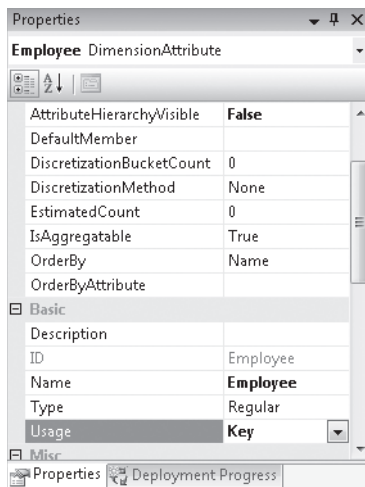 Properties
Employee DimensionAttribute
AttributeHierarchyVisible False
DefaultMember
DiscretizationBucketCount 0
DiscretizationMethod None
EstimatedCount 0
IsAggregatable True
OrderBy Name
OrderByAttribute
Basic
Description
ID Employee
Name Employee
Type Regular
Usage Key
Misc
Properties Deployment Progress